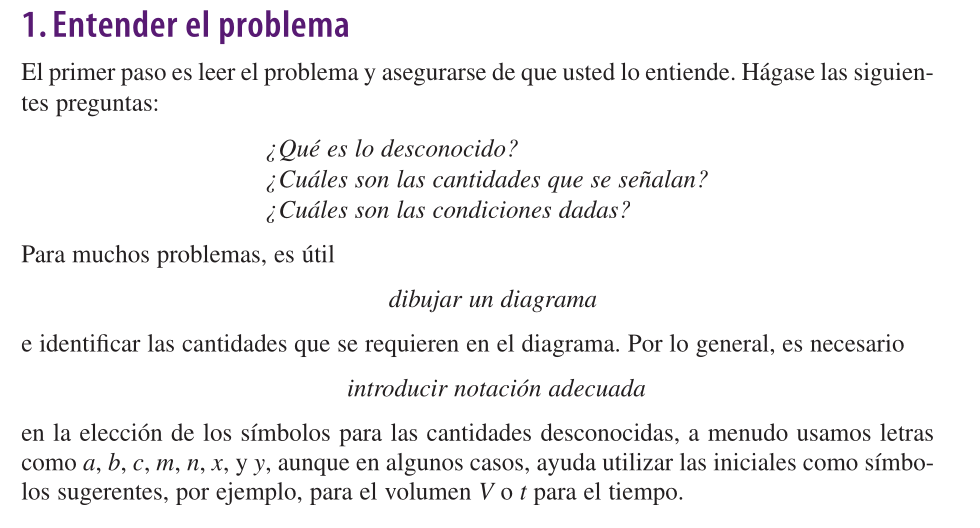 1. Entender el problema
El primer paso es leer el problema y asegurarse de que usted lo entiende. Hágase las siguien-
tes preguntas:
¿Qué es lo desconocido?
¿Cuáles son las cantidades que se señalan?
¿Cuáles son las condiciones dadas?
Para muchos problemas, es útil
dibujar un diagrama
e identificar las cantidades que se requieren en el diagrama. Por lo general, es necesario
introducir notación adecuada
en la elección de los símbolos para las cantidades desconocidas, a menudo usamos letras
como a, b, c, m, n, x, y y, aunque en algunos casos, ayuda utilizar las iniciales como símbo-
los sugerentes, por ejemplo, para el volumen V o t para el tiempo.